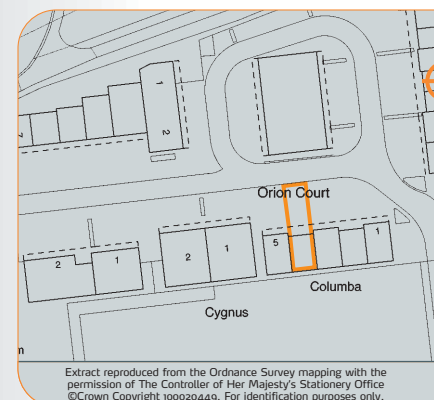 1
2
7
Orion Court
2
1
2
1
5
1
Columba
Cygnus
n
Extract reproduced from the Ordnance Survey mapping with the
permission of The Controller of Her Majesty's Stationery Office
©Crown Copyright 100020449. For identification purposes only.